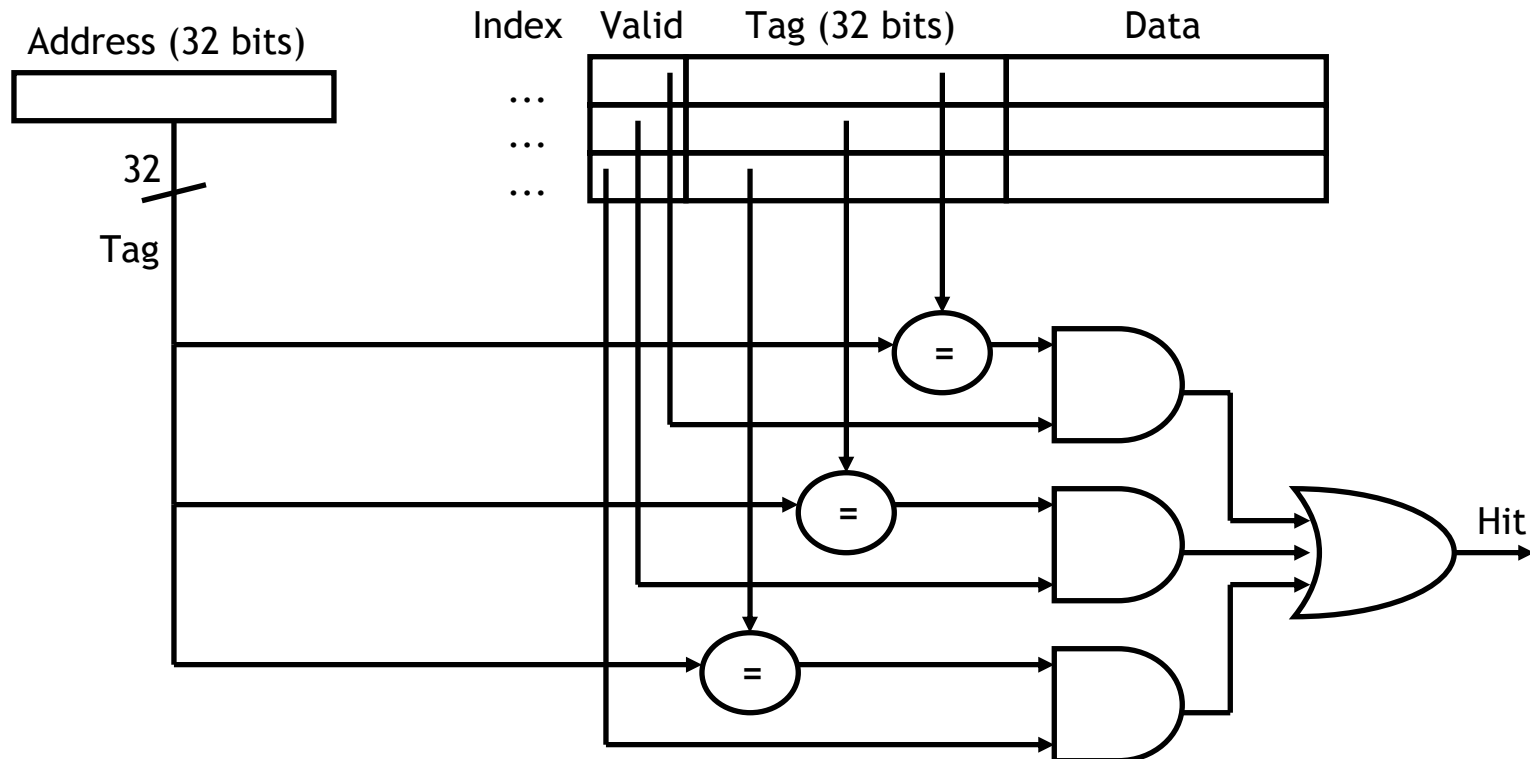 Address (32 bits)
Index Valid Tag (32 bits) Data
...
...
...
32
Tag
=
=
=
Hit